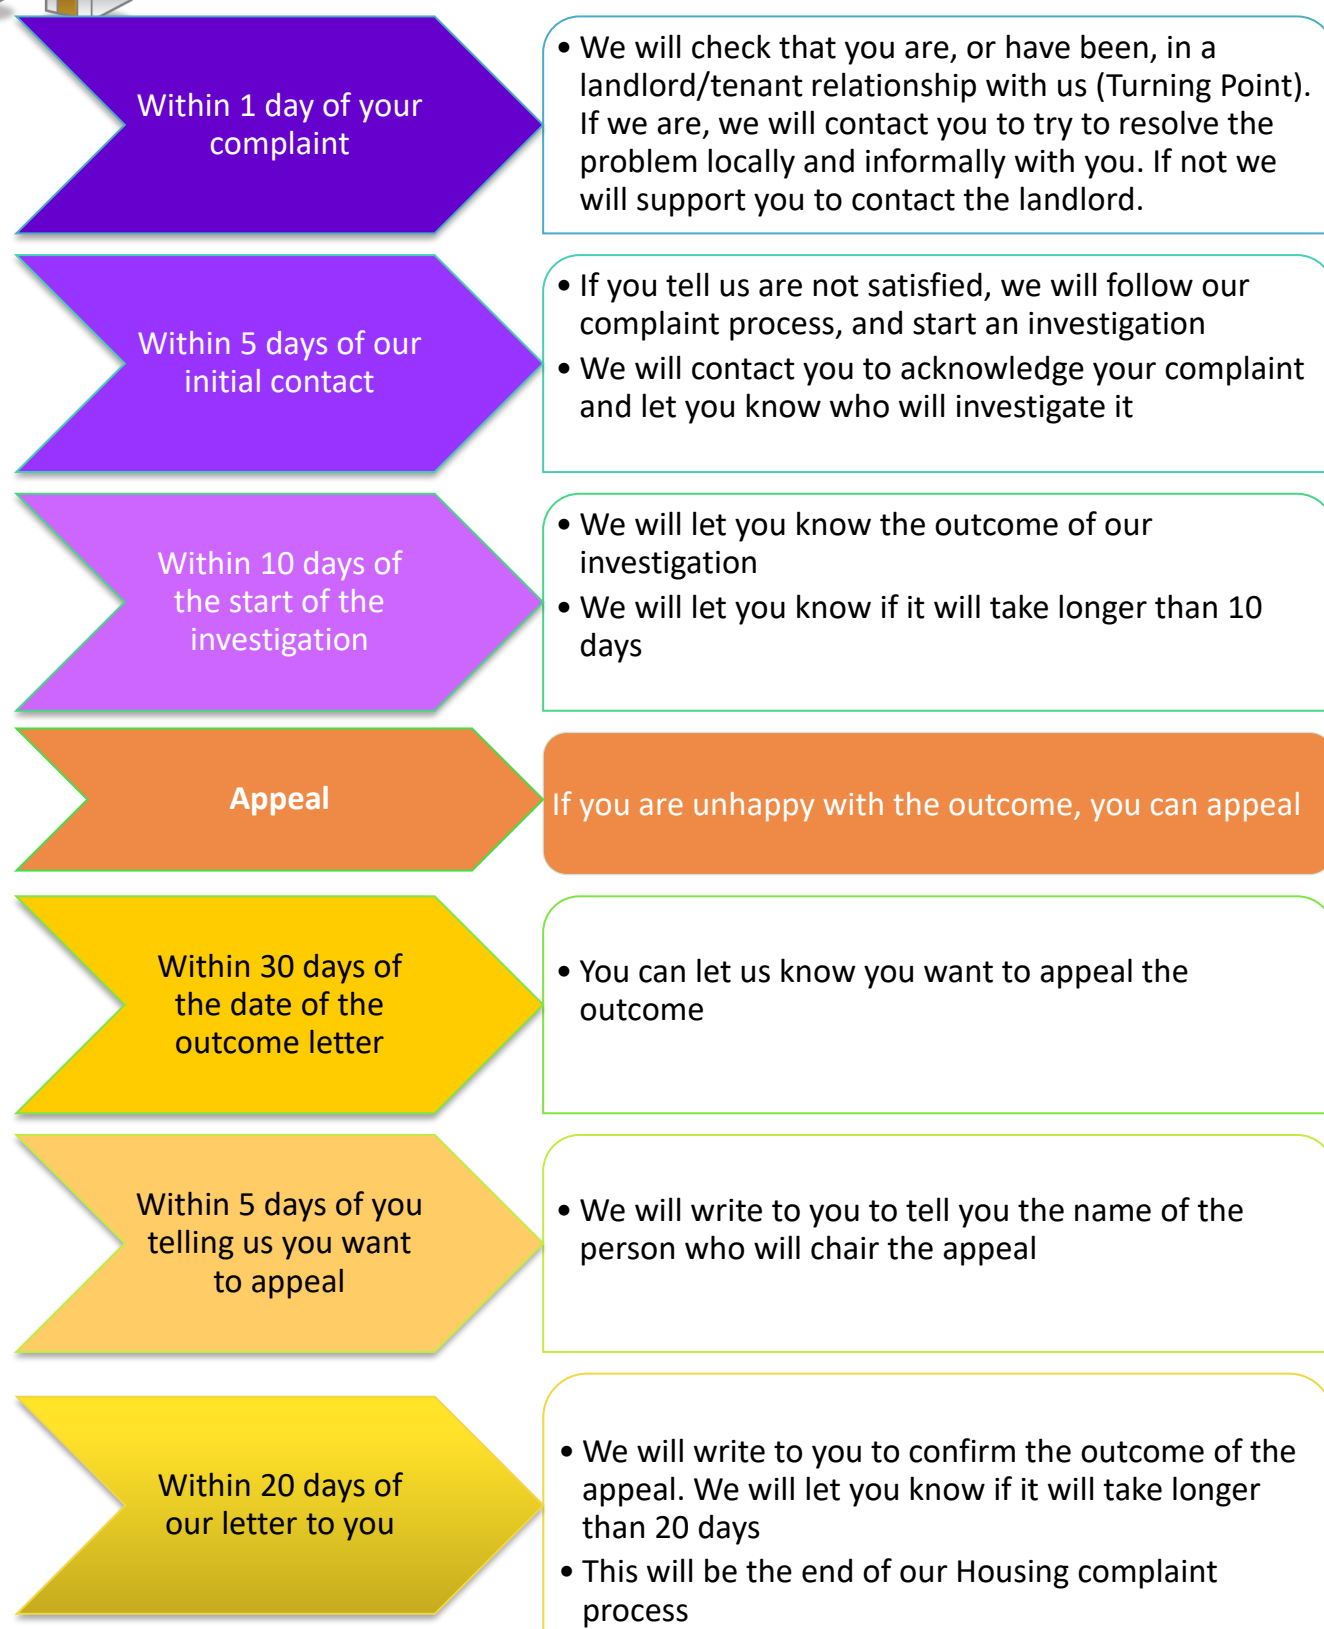 Within 1 day of your
complaint
• We will check that you are, or have been, in a
landlord/tenant relationship with us (Turning Point).
If we are, we will contact you to try to resolve the
problem locally and informally with you. If not we
will support you to contact the landlord.
Within 5 days of our
initial contact
• If you tell us are not satisfied, we will follow our
complaint process, and start an investigation
• We will contact you to acknowledge your complaint
and let you know who will investigate it
Within 10 days of
the start of the
investigation
• We will let you know the outcome of our
investigation
• We will let you know if it will take longer than 10
days
Appeal
If you are unhappy with the outcome, you can appeal
Within 30 days of
the date of the
outcome letter
• You can let us know you want to appeal the
outcome
Within 5 days of you
telling us you want
to appeal
• We will write to you to tell you the name of the
person who will chair the appeal
Within 20 days of
our letter to you
• We will write to you to confirm the outcome of the
appeal. We will let you know if it will take longer
than 20 days
• This will be the end of our Housing complaint
process